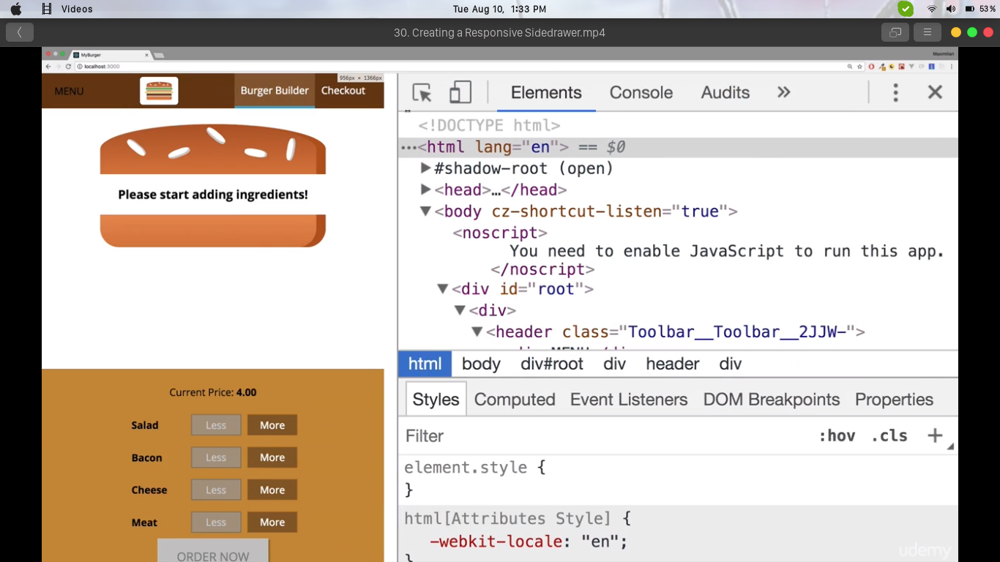 Videos
Tue Aug 10, 1:33 PM
53%
30. Creating a Responsive Sidedrawer.mp4
MyBurger
Maximilian
localhost:3000
956px × 1366px
MENU
Burger Builder
Checkout
Please start adding ingredients!
Current Price: 4.00
Salad Less More
Bacon Less More
Cheese Less More
Meat Less More
ORDER NOW
Elements Console Audits »
<!DOCTYPE html>
···<html lang="en"> == $0
▶#shadow-root (open)
▶<head>…</head>
▼<body cz-shortcut-listen="true">
<noscript>
You need to enable JavaScript to run this app.
</noscript>
▼<div id="root">
▼<div>
▼<header class="Toolbar__Toolbar__2JJW-">
html body div#root div header div
Styles Computed Event Listeners DOM Breakpoints Properties
Filter :hov .cls +
element.style {
}
html[Attributes Style] {
-webkit-locale: "en";
}
udemy